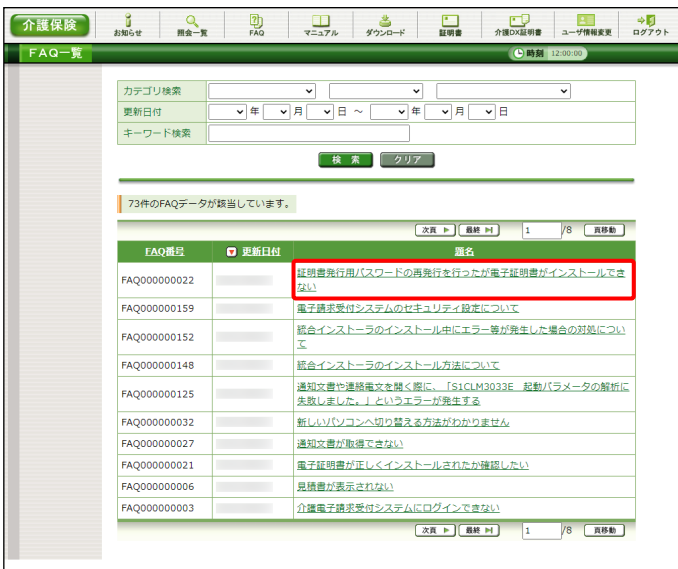 介護保険
お知らせ 照会一覧 FAQ マニュアル ダウンロード 証明書 介護DX証明書 ユーザ情報変更 ログアウト
FAQ一覧 時刻 12:00:00
カテゴリ検索
更新日付 年 月 日 ～ 年 月 日
キーワード検索
検 索 クリア
73件のFAQデータが該当しています。
次頁 最終 1 /8 頁移動
FAQ番号 更新日付 題名
FAQ000000022 証明書発行用パスワードの再発行を行ったが電子証明書がインストールでき
ない
FAQ000000159 電子請求受付システムのセキュリティ設定について
FAQ000000152 統合インストーラのインストール中にエラー等が発生した場合の対処につい
て
FAQ000000148 統合インストーラのインストール方法について
FAQ000000125 通知文書や連絡電文を開く際に、「S1CLM3033E 起動パラメータの解析に
失敗しました。」というエラーが発生する
FAQ000000032 新しいパソコンへ切り替える方法がわかりません
FAQ000000027 通知文書が取得できない
FAQ000000021 電子証明書が正しくインストールされたか確認したい
FAQ000000006 見積書が表示されない
FAQ000000003 介護電子請求受付システムにログインできない
次頁 最終 1 /8 頁移動